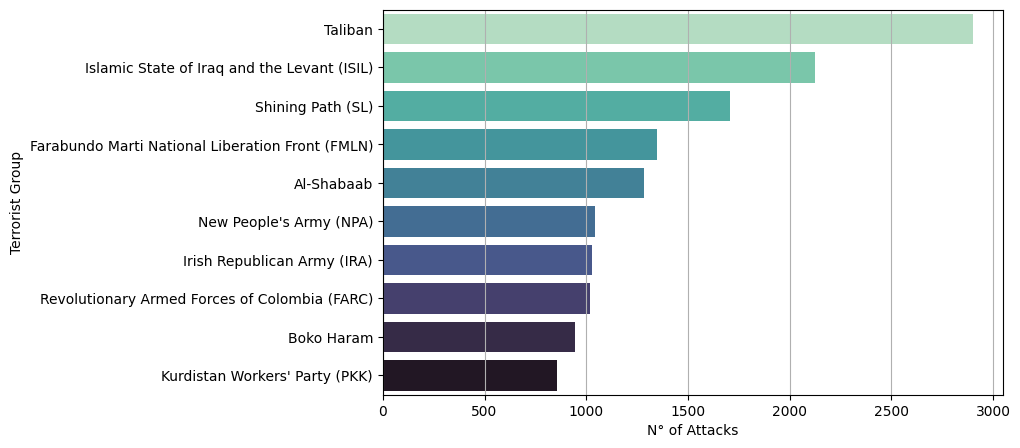 Terrorist Group
Taliban
Islamic State of Iraq and the Levant (ISIL)
Shining Path (SL)
Farabundo Marti National Liberation Front (FMLN)
Al-Shabaab
New People's Army (NPA)
Irish Republican Army (IRA)
Revolutionary Armed Forces of Colombia (FARC)
Boko Haram
Kurdistan Workers' Party (PKK)
0 500 1000 1500 2000 2500 3000
N° of Attacks